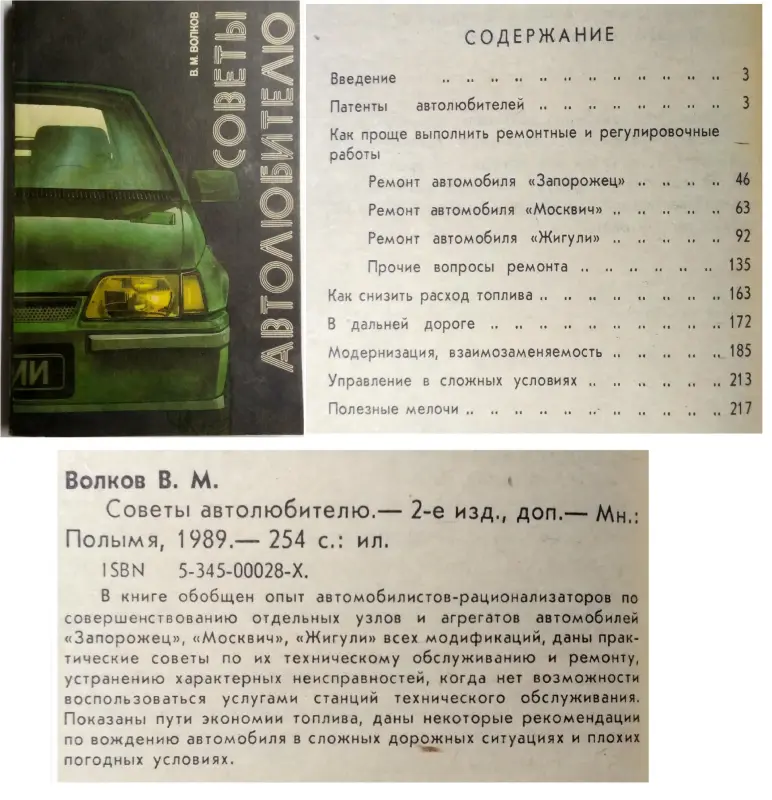 В. М. ВОЛКОВ
СОВЕТЫ
АВТОЛЮБИТЕЛЮ
ИИ
СОДЕРЖАНИЕ
Введение .. .. .. .. .. .. .. .. .. .. .. .. 3
Патенты автолюбителей .. .. .. .. .. .. .. .. 3
Как проще выполнить ремонтные и регулировочные
работы
Ремонт автомобиля «Запорожец» .. .. .. .. 46
Ремонт автомобиля «Москвич» .. .. .. .. .. 63
Ремонт автомобиля «Жигули» .. .. .. .. .. 92
Прочие вопросы ремонта .. .. .. .. .. .. 135
Как снизить расход топлива .. .. .. .. .. .. .. .. 163
В дальней дороге .. .. .. .. .. .. .. .. .. .. 172
Модернизация, взаимозаменяемость .. .. .. .. .. 185
Управление в сложных условиях .. .. .. .. .. .. 213
Полезные мелочи .. .. .. .. .. .. .. .. .. .. .. 217
Волков В. М.
Советы автолюбителю.— 2-е изд., доп.— Мн.:
Полымя, 1989.— 254 с.: ил.
ISBN 5-345-00028-X.
В книге обобщен опыт автомобилистов-рационализаторов по
совершенствованию отдельных узлов и агрегатов автомобилей
«Запорожец», «Москвич», «Жигули» всех модификаций, даны прак-
тические советы по их техническому обслуживанию и ремонту,
устранению характерных неисправностей, когда нет возможности
воспользоваться услугами станций технического обслуживания.
Показаны пути экономии топлива, даны некоторые рекомендации
по вождению автомобиля в сложных дорожных ситуациях и плохих
погодных условиях.